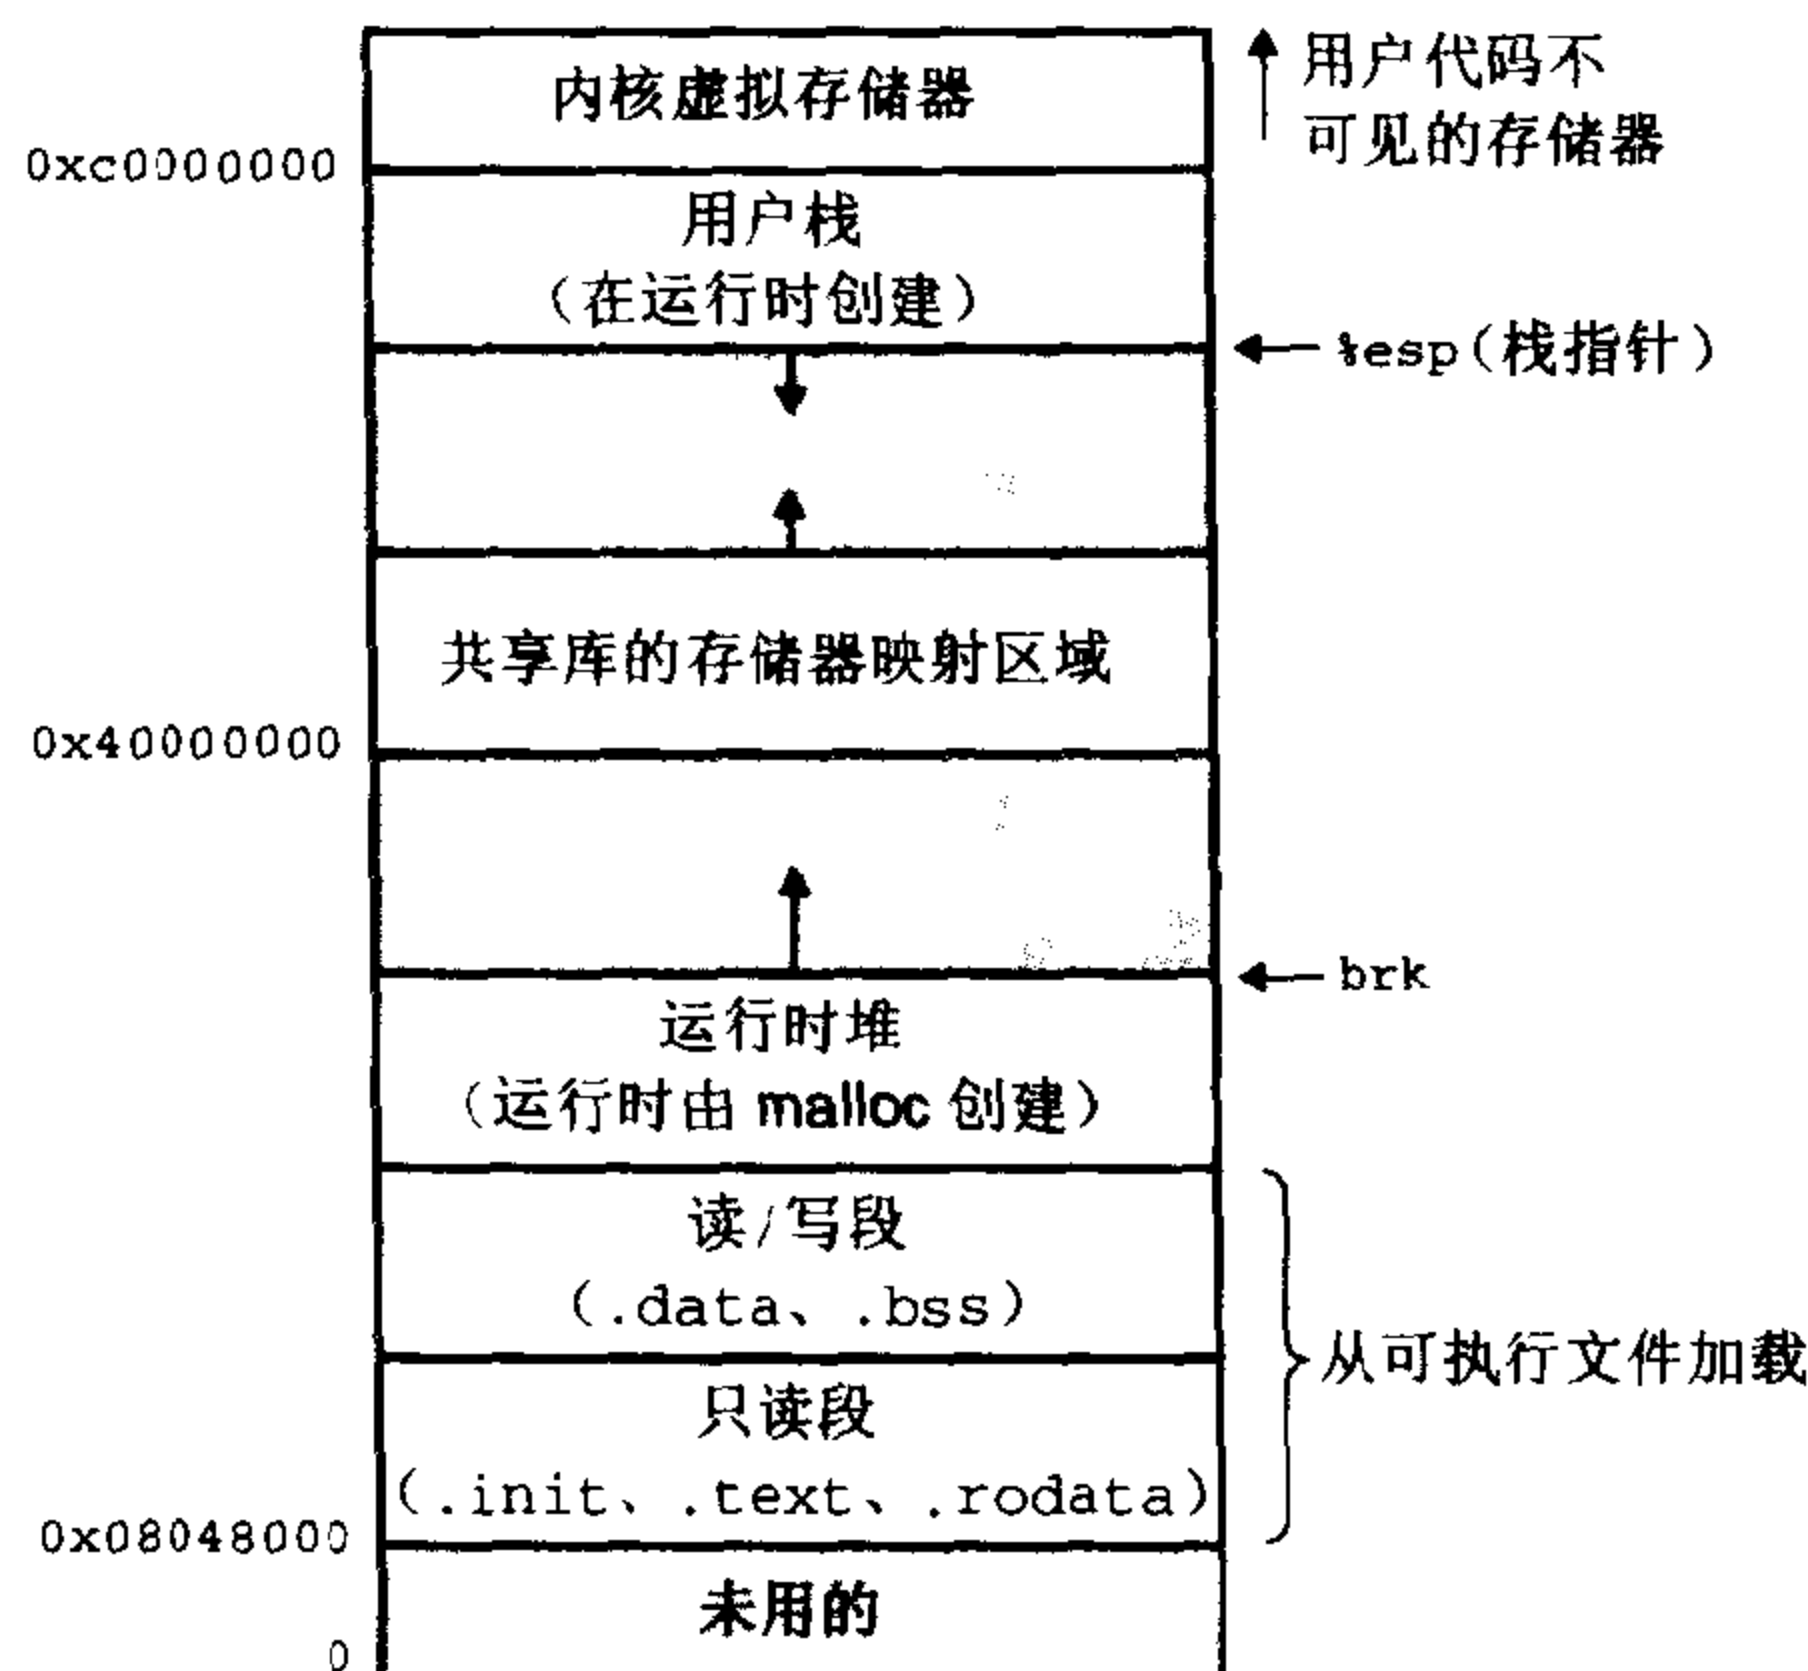 内核虚拟存储器
用户代码不
可见的存储器
0xc0000000
用户栈
（在运行时创建）
%esp（栈指针）
共享库的存储器映射区域
0x40000000
brk
运行时堆
（运行时由 malloc 创建）
读/写段
（.data、.bss）
从可执行文件加载
只读段
（.init、.text、.rodata）
0x08048000
未用的
0